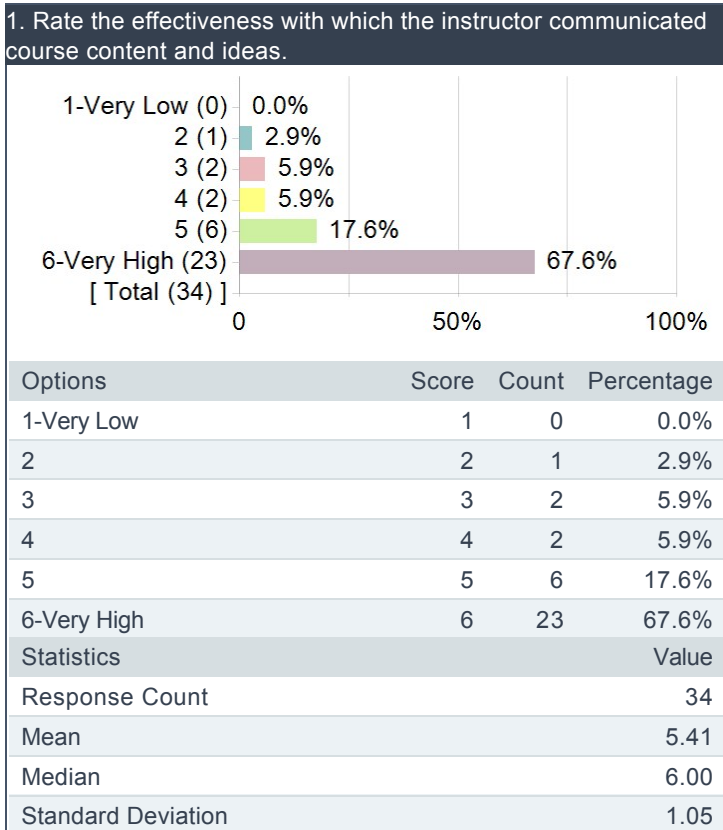 1. Rate the effectiveness with which the instructor communicated
course content and ideas.
1-Very Low (0) 0.0%
2 (1) 2.9%
3 (2) 5.9%
4 (2) 5.9%
5 (6) 17.6%
6-Very High (23) 67.6%
[ Total (34) ]
0 50% 100%
Options Score Count Percentage
1-Very Low 1 0 0.0%
2 2 1 2.9%
3 3 2 5.9%
4 4 2 5.9%
5 5 6 17.6%
6-Very High 6 23 67.6%
Statistics Value
Response Count 34
Mean 5.41
Median 6.00
Standard Deviation 1.05